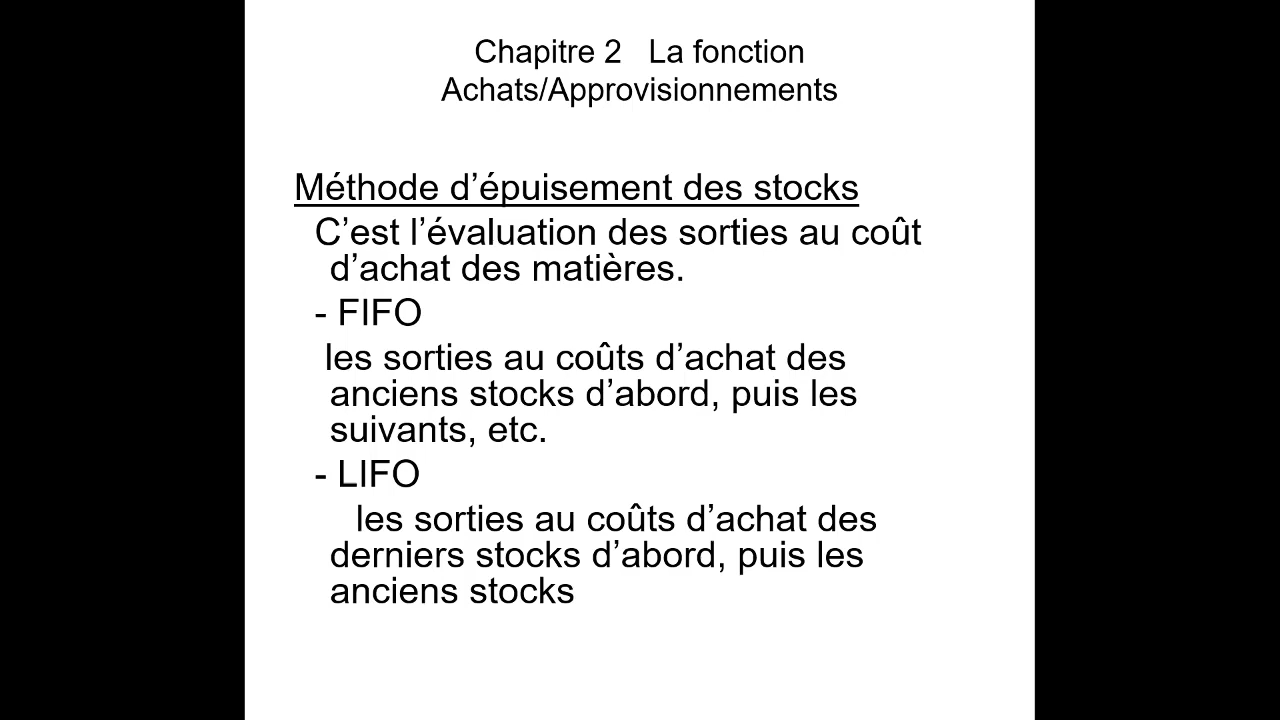 Chapitre 2   La fonction
Achats/Approvisionnements
Méthode d’épuisement des stocks
C’est l’évaluation des sorties au coût
d’achat des matières.
- FIFO
les sorties au coûts d’achat des
anciens stocks d’abord, puis les
suivants, etc.
- LIFO
les sorties au coûts d’achat des
derniers stocks d’abord, puis les
anciens stocks